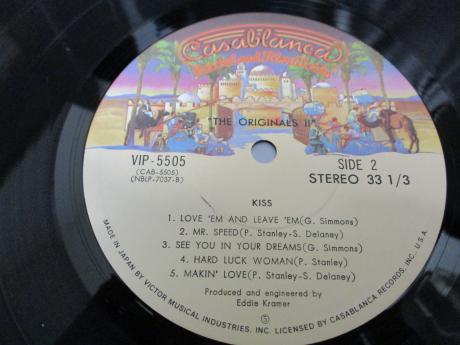 Casablanca
Record and FilmWorks
"THE ORIGINALS II"
VIP-5505
(CAB-5505)
(NBLP-7037-B)
SIDE 2
STEREO 33 1/3
KISS
1. LOVE 'EM AND LEAVE 'EM(G. Simmons)
2. MR. SPEED(P. Stanley-S. Delaney)
3. SEE YOU IN YOUR DREAMS(G. Simmons)
4. HARD LUCK WOMAN(P. Stanley)
5. MAKIN' LOVE(P. Stanley-S. Delaney)
Produced and engineered by
Eddie Kramer
Ⓢ
MADE IN JAPAN BY VICTOR MUSICAL INDUSTRIES, INC. LICENSED BY CASABLANCA RECORDS, INC., U.S.A.